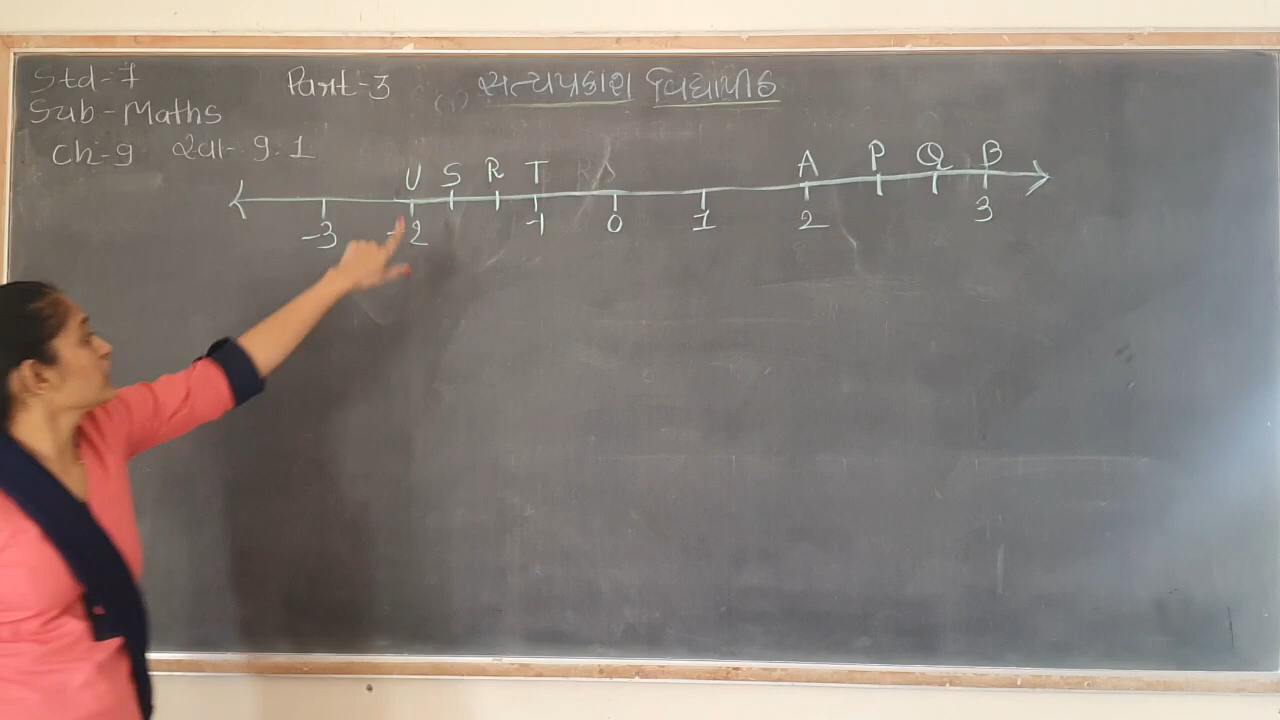 Std-7
Part-3
સત્યપ્રકાશ વિદ્યાપીઠ
Sub-Maths
Ch-9 સ્વા- 9.1
U S R T A P Q B
-3 -2 -1 0 1 2 3